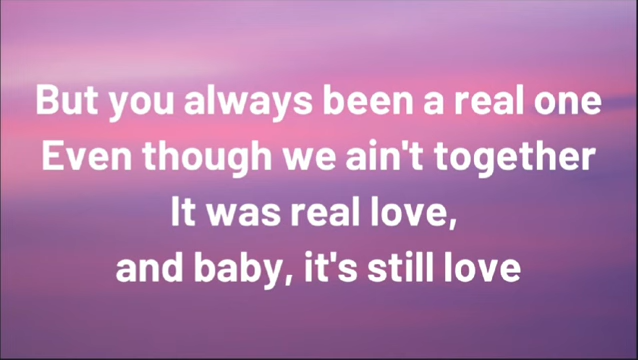 But you always been a real one
Even though we ain't together
It was real love,
and baby, it's still love